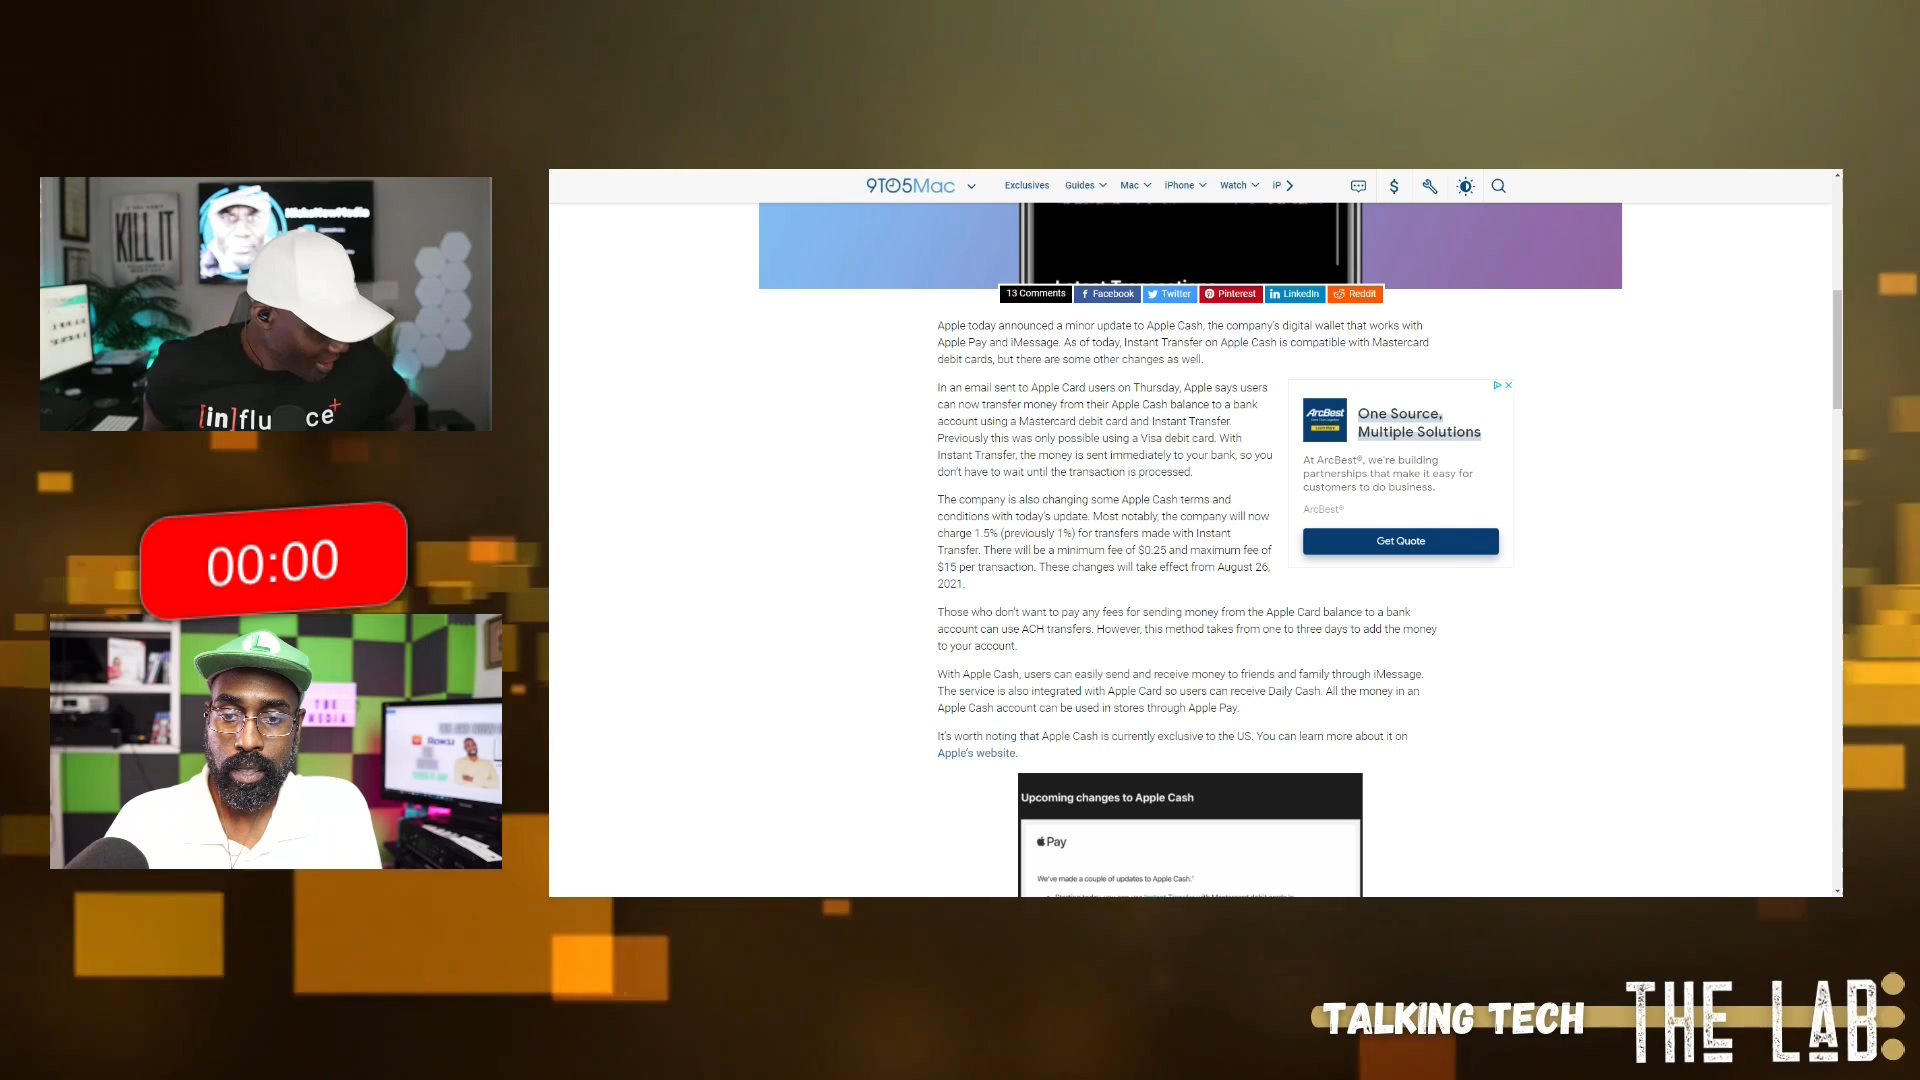 9TO5Mac
Exclusives Guides Mac iPhone Watch iP
13 Comments Facebook Twitter Pinterest LinkedIn Reddit
Apple today announced a minor update to Apple Cash, the company's digital wallet that works with
Apple Pay and iMessage. As of today, Instant Transfer on Apple Cash is compatible with Mastercard
debit cards, but there are some other changes as well.
In an email sent to Apple Card users on Thursday, Apple says users
can now transfer money from their Apple Cash balance to a bank
account using a Mastercard debit card and Instant Transfer.
Previously this was only possible using a Visa debit card. With
Instant Transfer, the money is sent immediately to your bank, so you
don't have to wait until the transaction is processed.
The company is also changing some Apple Cash terms and
conditions with today's update. Most notably, the company will now
charge 1.5% (previously 1%) for transfers made with Instant
Transfer. There will be a minimum fee of $0.25 and maximum fee of
$15 per transaction. These changes will take effect from August 26,
2021.
ArcBest
One Source,
Multiple Solutions
At ArcBest®, we're building
partnerships that make it easy for
customers to do business.
ArcBest®
Get Quote
Those who don't want to pay any fees for sending money from the Apple Card balance to a bank
account can use ACH transfers. However, this method takes from one to three days to add the money
to your account.
With Apple Cash, users can easily send and receive money to friends and family through iMessage.
The service is also integrated with Apple Card so users can receive Daily Cash. All the money in an
Apple Cash account can be used in stores through Apple Pay.
It's worth noting that Apple Cash is currently exclusive to the US. You can learn more about it on
Apple's website.
Upcoming changes to Apple Cash
Pay
We've made a couple of updates to Apple Cash.¹
KILL IT
[in]flu ce+
00:00
L
THE
MEDIA
ROKU
TALKING TECH
THE LAB